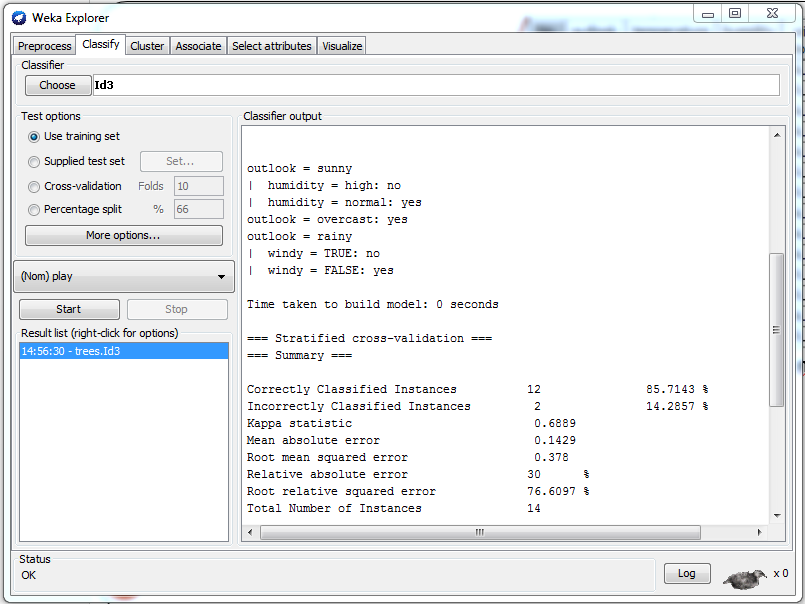 Weka Explorer
Preprocess Classify Cluster Associate Select attributes Visualize
Classifier
Choose Id3
Test options
Use training set
Supplied test set Set...
Cross-validation Folds 10
Percentage split % 66
More options...
(Nom) play
Start Stop
Result list (right-click for options)
14:56:30 - trees.Id3
Classifier output
outlook = sunny
| humidity = high: no
| humidity = normal: yes
outlook = overcast: yes
outlook = rainy
| windy = TRUE: no
| windy = FALSE: yes
Time taken to build model: 0 seconds
=== Stratified cross-validation ===
=== Summary ===
Correctly Classified Instances 12 85.7143 %
Incorrectly Classified Instances 2 14.2857 %
Kappa statistic 0.6889
Mean absolute error 0.1429
Root mean squared error 0.378
Relative absolute error 30 %
Root relative squared error 76.6097 %
Total Number of Instances 14
Status
OK
Log x 0